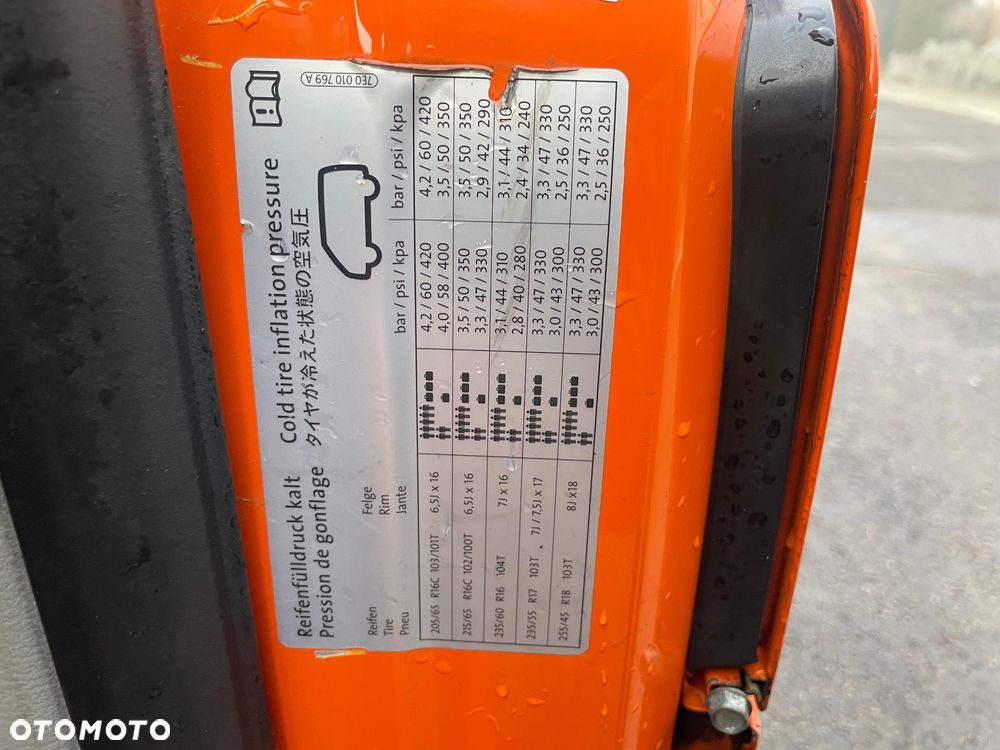 Reifenfülldruck kalt Cold tire inflation pressure
Pression de gonflage タイヤが冷えた状態の空気圧
7E0 010 769 A
Reifen Felge
Tire Rim
Pneu Jante bar / psi / kpa bar / psi / kpa
205/65 R16C 103/101T 6,5J x 16 4,2 / 60 / 420 4,2 / 60 / 420
4,0 / 58 / 400 3,5 / 50 / 350
215/65 R16C 102/100T 6,5J x 16 3,5 / 50 / 350 3,5 / 50 / 350
3,3 / 47 / 330 2,9 / 42 / 290
235/60 R16 104T 7J x 16 3,1 / 44 / 310 3,1 / 44 / 310
2,8 / 40 / 280 2,4 / 34 / 240
235/55 R17 103T 7J / 7,5J x 17 3,3 / 47 / 330 3,3 / 47 / 330
3,0 / 43 / 300 2,5 / 36 / 250
255/45 R18 103T 8J x18 3,3 / 47 / 330 3,3 / 47 / 330
3,0 / 43 / 300 2,5 / 36 / 250
OTOMOTO